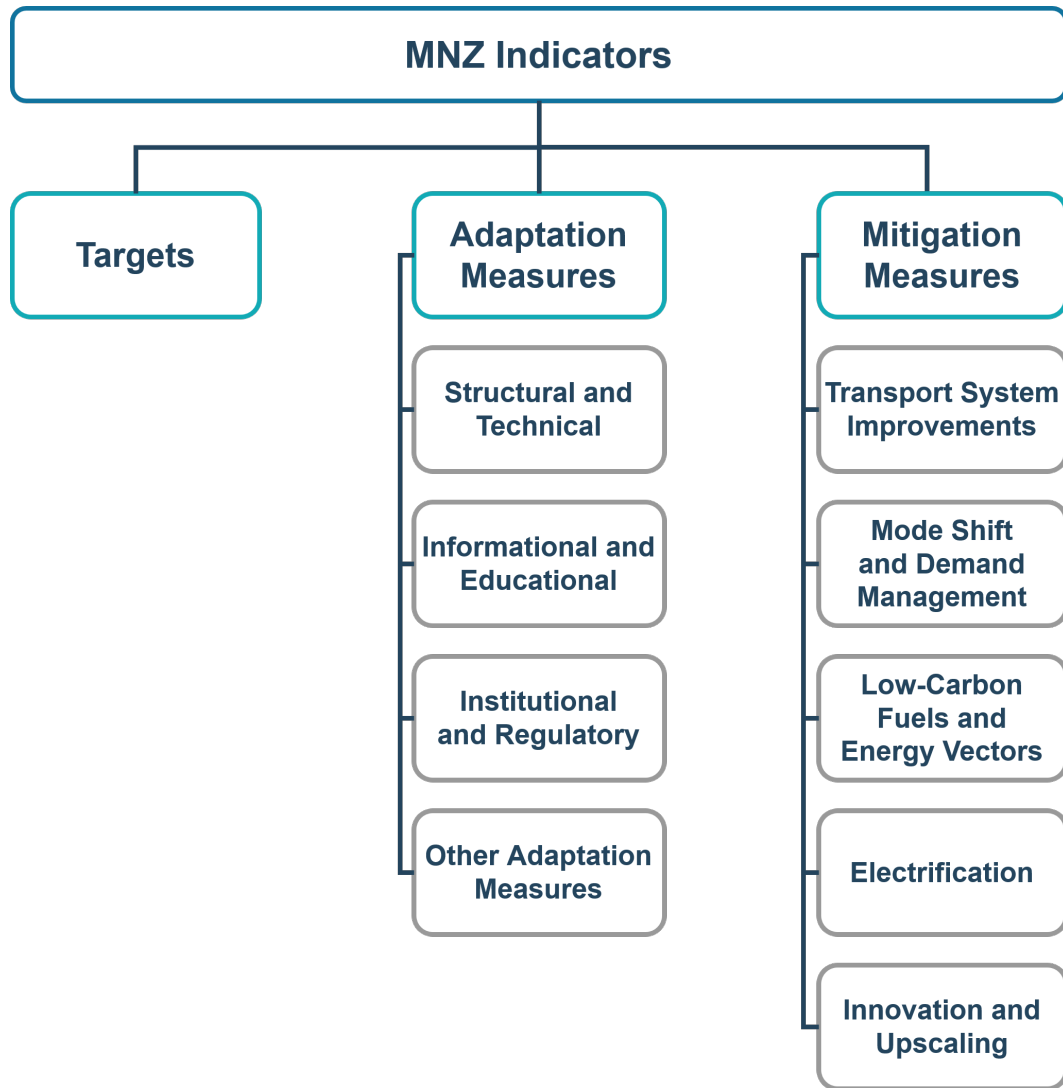 MNZ Indicators
Targets
Adaptation
Measures
Structural and
Technical
Informational and
Educational
Institutional
and Regulatory
Other Adaptation
Measures
Mitigation
Measures
Transport System
Improvements
Mode Shift
and Demand
Management
Low-Carbon
Fuels and
Energy Vectors
Electrification
Innovation and
Upscaling